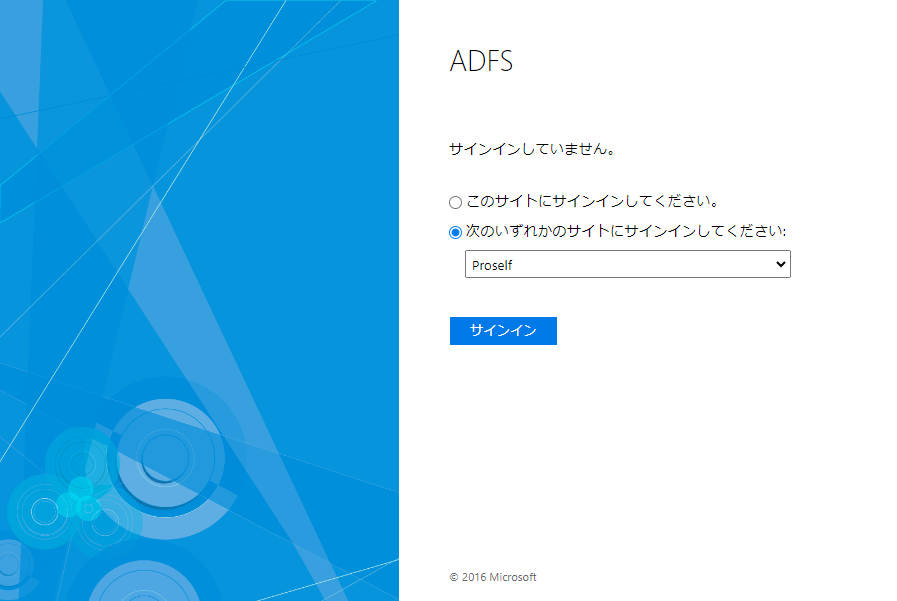 ADFS
サインインしていません。
このサイトにサインインしてください。
次のいずれかのサイトにサインインしてください:
Proself
サインイン
© 2016 Microsoft